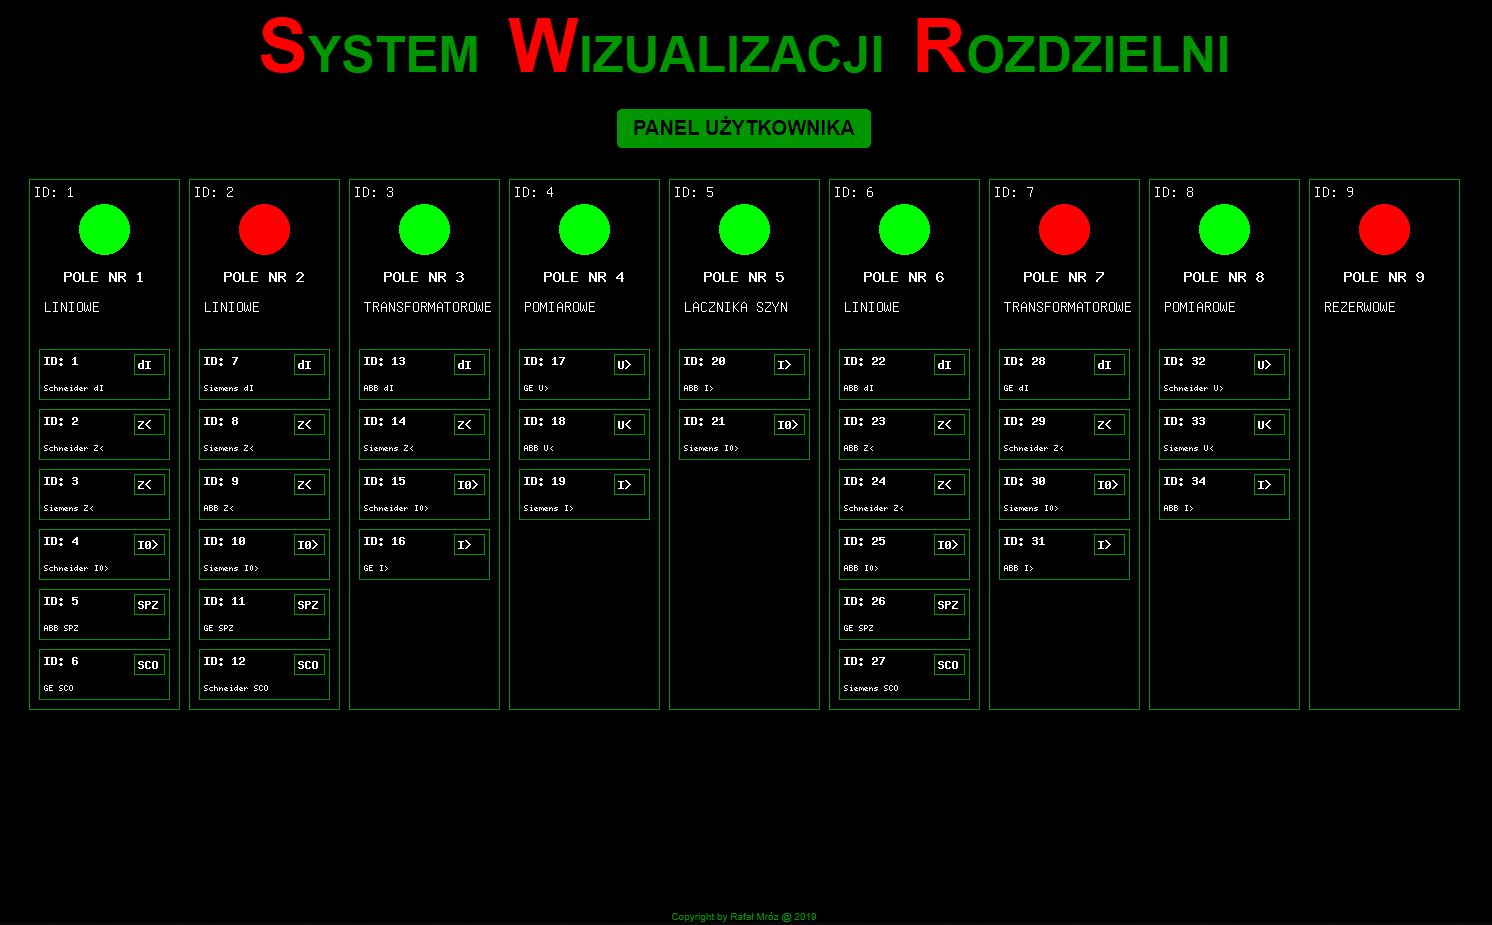 SYSTEM WIZUALIZACJI ROZDZIELNI
PANEL UŻYTKOWNIKA
ID: 1
POLE NR 1
LINIOWE
ID: 1 dI
Schneider dI
ID: 2 Z<
Schneider Z<
ID: 3 Z<
Siemens Z<
ID: 4 I0>
Schneider I0>
ID: 5 SPZ
ABB SPZ
ID: 6 SCO
GE SCO
ID: 2
POLE NR 2
LINIOWE
ID: 7 dI
Siemens dI
ID: 8 Z<
Siemens Z<
ID: 9 Z<
ABB Z<
ID: 10 I0>
Siemens I0>
ID: 11 SPZ
GE SPZ
ID: 12 SCO
Schneider SCO
ID: 3
POLE NR 3
TRANSFORMATOROWE
ID: 13 dI
ABB dI
ID: 14 Z<
Siemens Z<
ID: 15 I0>
Schneider I0>
ID: 16 I>
GE I>
ID: 4
POLE NR 4
POMIAROWE
ID: 17 U>
GE U>
ID: 18 U<
ABB U<
ID: 19 I>
Siemens I>
ID: 5
POLE NR 5
LACZNIKA SZYN
ID: 20 I>
ABB I>
ID: 21 I0>
Siemens I0>
ID: 6
POLE NR 6
LINIOWE
ID: 22 dI
ABB dI
ID: 23 Z<
ABB Z<
ID: 24 Z<
Schneider Z<
ID: 25 I0>
ABB I0>
ID: 26 SPZ
GE SPZ
ID: 27 SCO
Siemens SCO
ID: 7
POLE NR 7
TRANSFORMATOROWE
ID: 28 dI
GE dI
ID: 29 Z<
Schneider Z<
ID: 30 I0>
Siemens I0>
ID: 31 I>
ABB I>
ID: 8
POLE NR 8
POMIAROWE
ID: 32 U>
Schneider U>
ID: 33 U<
Siemens U<
ID: 34 I>
ABB I>
ID: 9
POLE NR 9
REZERWOWE
Copyright by Rafał Mróz @ 2019